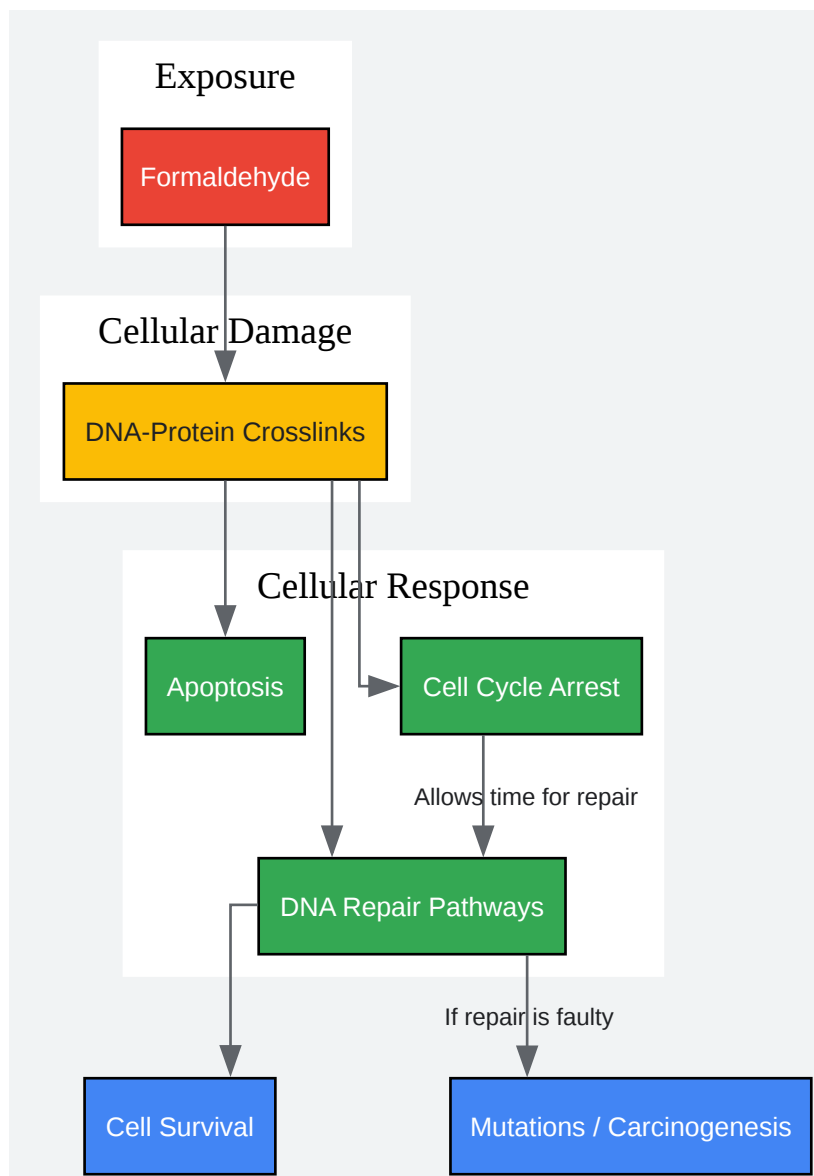 Exposure
Formaldehyde
Cellular Damage
DNA-Protein Crosslinks
Cellular Response
Apoptosis
Cell Cycle Arrest
Allows time for repair
DNA Repair Pathways
If repair is faulty
Cell Survival
Mutations / Carcinogenesis